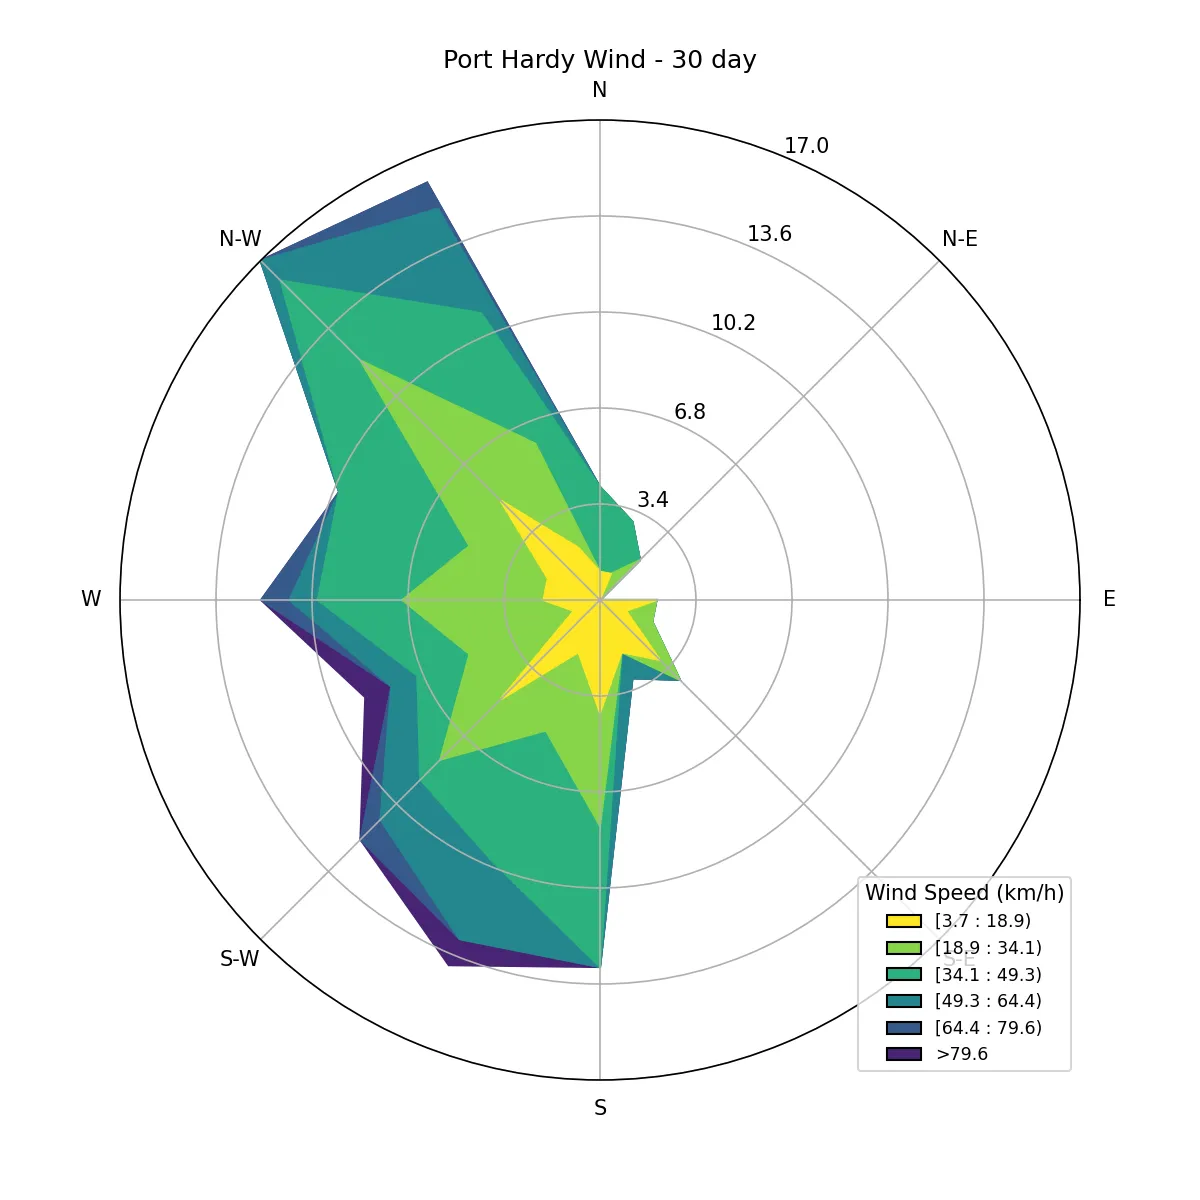 Port Hardy Wind - 30 day
N
17.0
N-W
13.6
N-E
10.2
6.8
3.4
W
E
S-W
S-E
Wind Speed (km/h)
[3.7 : 18.9)
[18.9 : 34.1)
[34.1 : 49.3)
[49.3 : 64.4)
[64.4 : 79.6)
>79.6
S